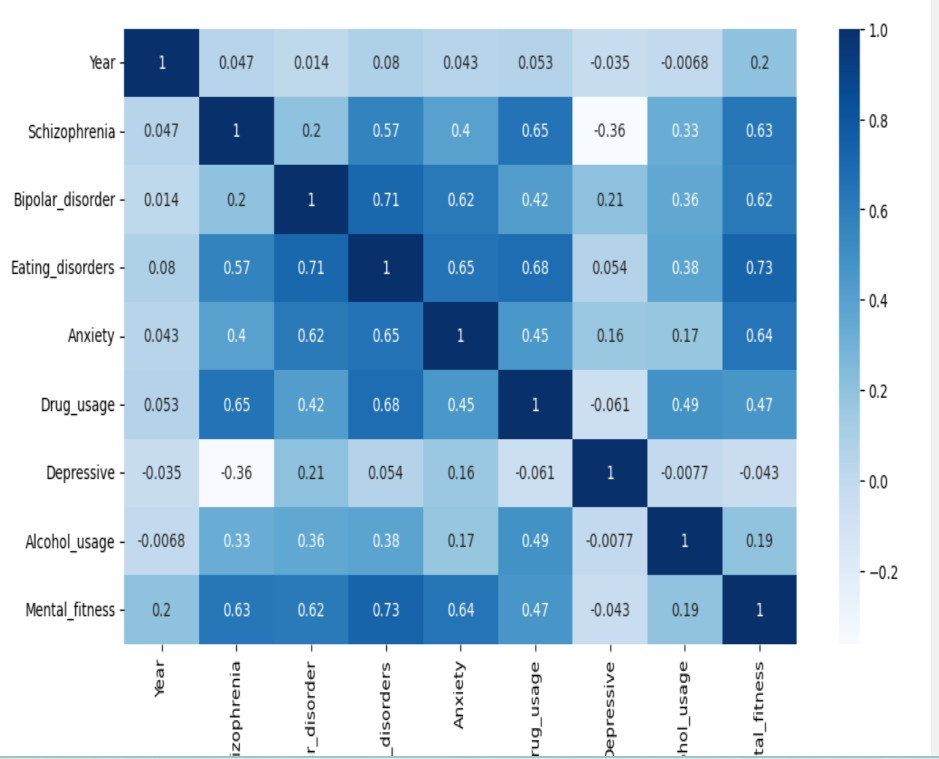 Year 1 0.047 0.014 0.08 0.043 0.053 -0.035 -0.0068 0.2
Schizophrenia 0.047 1 0.2 0.57 0.4 0.65 -0.36 0.33 0.63
Bipolar_disorder 0.014 0.2 1 0.71 0.62 0.42 0.21 0.36 0.62
Eating_disorders 0.08 0.57 0.71 1 0.65 0.68 0.054 0.38 0.73
Anxiety 0.043 0.4 0.62 0.65 1 0.45 0.16 0.17 0.64
Drug_usage 0.053 0.65 0.42 0.68 0.45 1 -0.061 0.49 0.47
Depressive -0.035 -0.36 0.21 0.054 0.16 -0.061 1 -0.0077 -0.043
Alcohol_usage -0.0068 0.33 0.36 0.38 0.17 0.49 -0.0077 1 0.19
Mental_fitness 0.2 0.63 0.62 0.73 0.64 0.47 -0.043 0.19 1
Year
izophrenia
r_disorder
_disorders
Anxiety
rug_usage
Depressive
hol_usage
tal_fitness
1.0
0.8
0.6
0.4
0.2
0.0
−0.2